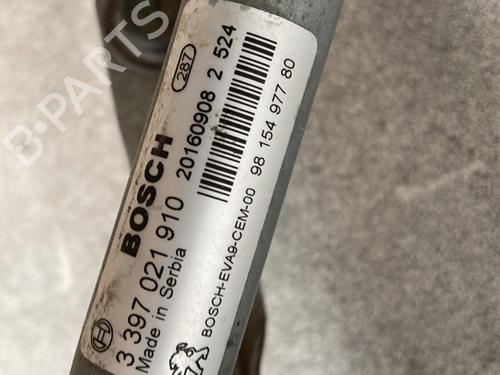 B-PARTS
287
BOSCH
20160908 2 524
3 397 021 910
Made in Serbia
BOSCH-EVA9-CEM-00
98 154 977 80